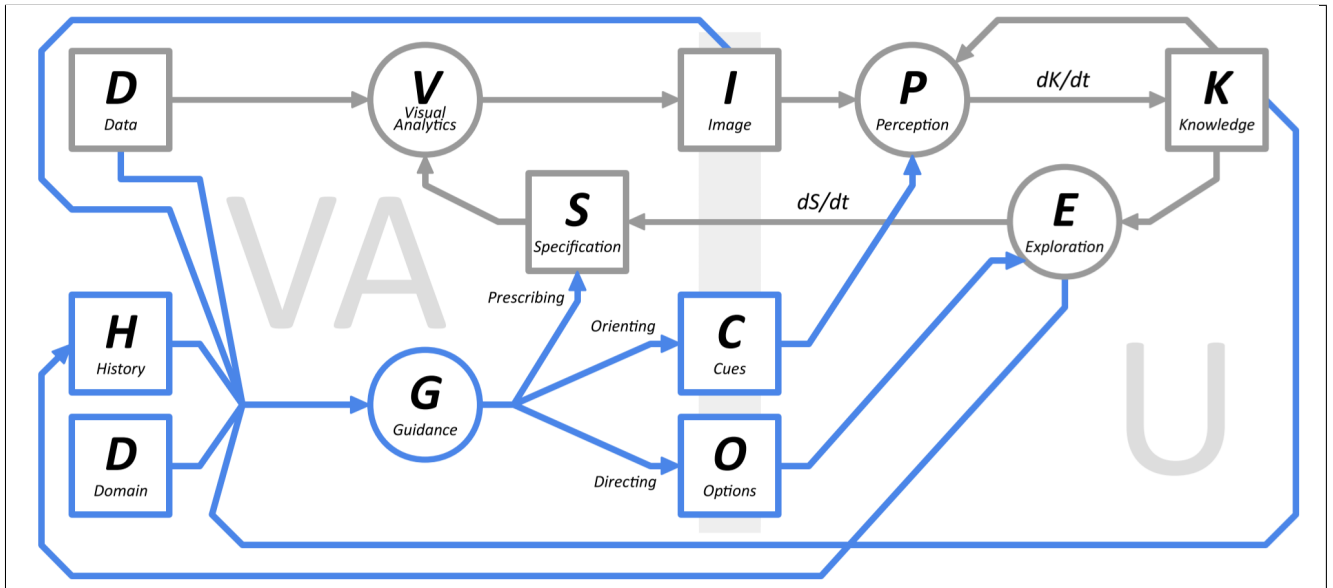 D
Data
V
Visual
Analytics
I
Image
P
Perception
dK/dt
K
Knowledge
VA
S
Specification
dS/dt
E
Exploration
Prescribing
H
History
G
Guidance
Orienting
C
Cues
U
D
Domain
Directing
O
Options